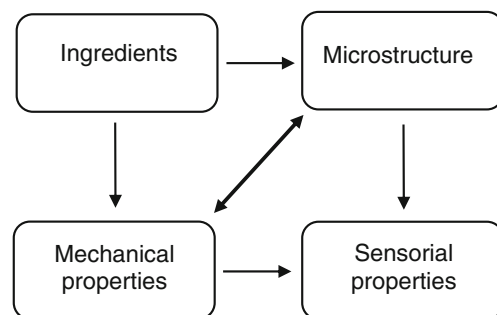 Ingredients
Microstructure
Mechanical
properties
Sensorial
properties